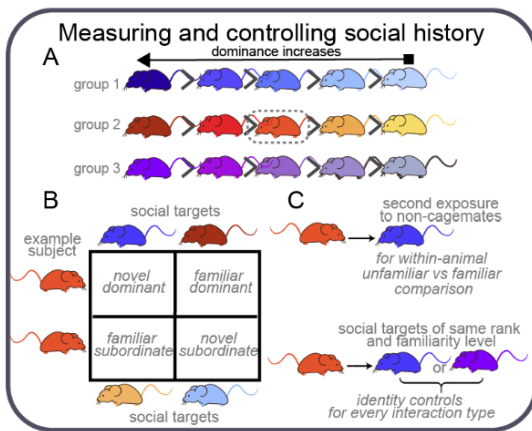 Measuring and controlling social history
A
dominance increases
group 1
group 2
group 3
B
social targets
example
subject
novel
dominant
familiar
dominant
familiar
subordinate
novel
subordinate
social targets
C
second exposure
to non-cagemates
for within-animal
unfamiliar vs familiar
comparison
social targets of same rank
and familiarity level
or
identity controls
for every interaction type